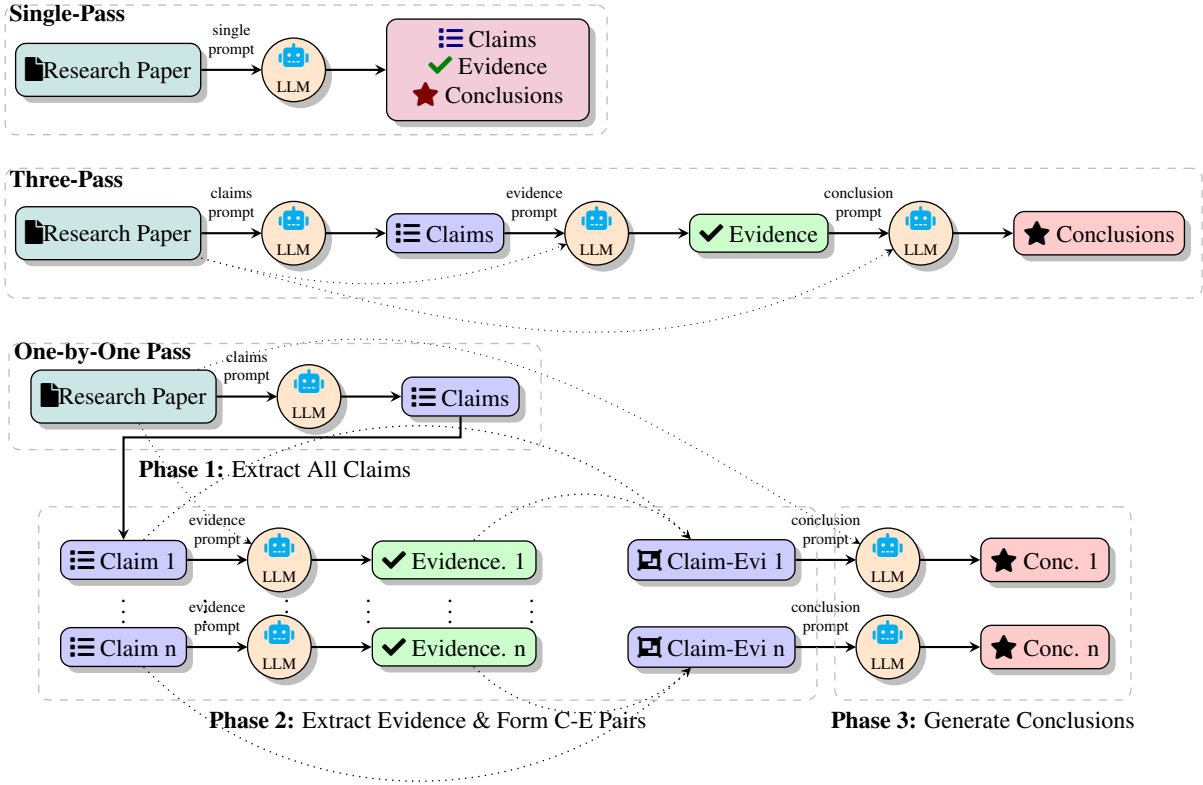 Single-Pass
Research Paper
single
prompt
LLM
Claims
Evidence
Conclusions
Three-Pass
Research Paper
claims
prompt
LLM
Claims
evidence
prompt
LLM
Evidence
conclusion
prompt
LLM
Conclusions
One-by-One Pass
Research Paper
claims
prompt
LLM
Claims
Phase 1: Extract All Claims
Claim 1
evidence
prompt
LLM
Evidence. 1
Claim-Evi 1
conclusion
prompt
LLM
Conc. 1
Claim n
evidence
prompt
LLM
Evidence. n
Claim-Evi n
conclusion
prompt
LLM
Conc. n
Phase 2: Extract Evidence & Form C-E Pairs
Phase 3: Generate Conclusions